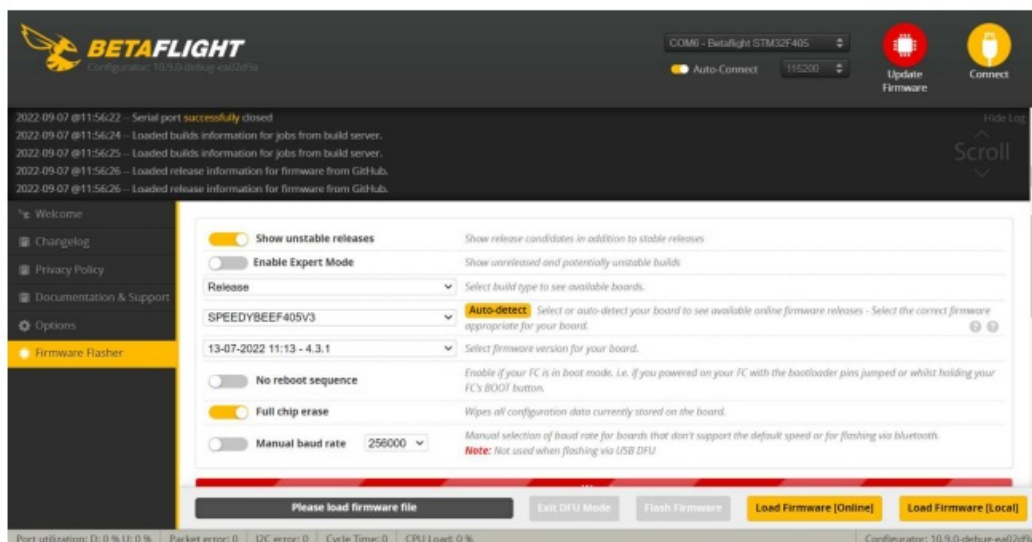 BETAFLIGHT
Configurator: 10.9.0-debug-ea02d9e
COM6 - Betaflight STM32F405
Auto-Connect
115200
Update
Firmware
Connect
2022-09-07 @11:56:22 -- Serial port successfully closed
2022-09-07 @11:56:24 -- Loaded builds information for jobs from build server.
2022-09-07 @11:56:25 -- Loaded builds information for jobs from build server.
2022-09-07 @11:56:26 -- Loaded release information for firmware from GitHub.
2022-09-07 @11:56:26 -- Loaded release information for firmware from GitHub.
Hide Log
Scroll
Welcome
Changelog
Privacy Policy
Documentation & Support
Options
Firmware Flasher
Show unstable releases
Show release candidates in addition to stable releases
Enable Expert Mode
Show unreleased and potentially unstable builds
Release
Select build type to see available boards.
SPEEDYBEEF405V3
Auto-detect Select or auto-detect your board to see available online firmware releases - Select the correct firmware
appropriate for your board.
13-07-2022 11:13 - 4.3.1
Select firmware version for your board.
No reboot sequence
Enable if your FC is in boot mode. i.e. if you powered on your FC with the bootloader pins jumped or whilst holding your
FC's BOOT button.
Full chip erase
Wipes all configuration data currently stored on the board.
Manual baud rate
256000
Manual selection of baud rate for boards that don't support the default speed or for flashing via bluetooth.
Note: Not used when flashing via USB DFU
Please load firmware file
Exit DFU Mode
Flash Firmware
Load Firmware [Online]
Load Firmware [Local]
Port utilization: D: 0 % U: 0 %
Packet error: 0
I2C error: 0
Cycle Time: 0
CPU Load: 0 %
Configurator: 10.9.0-debug-ea02d9e